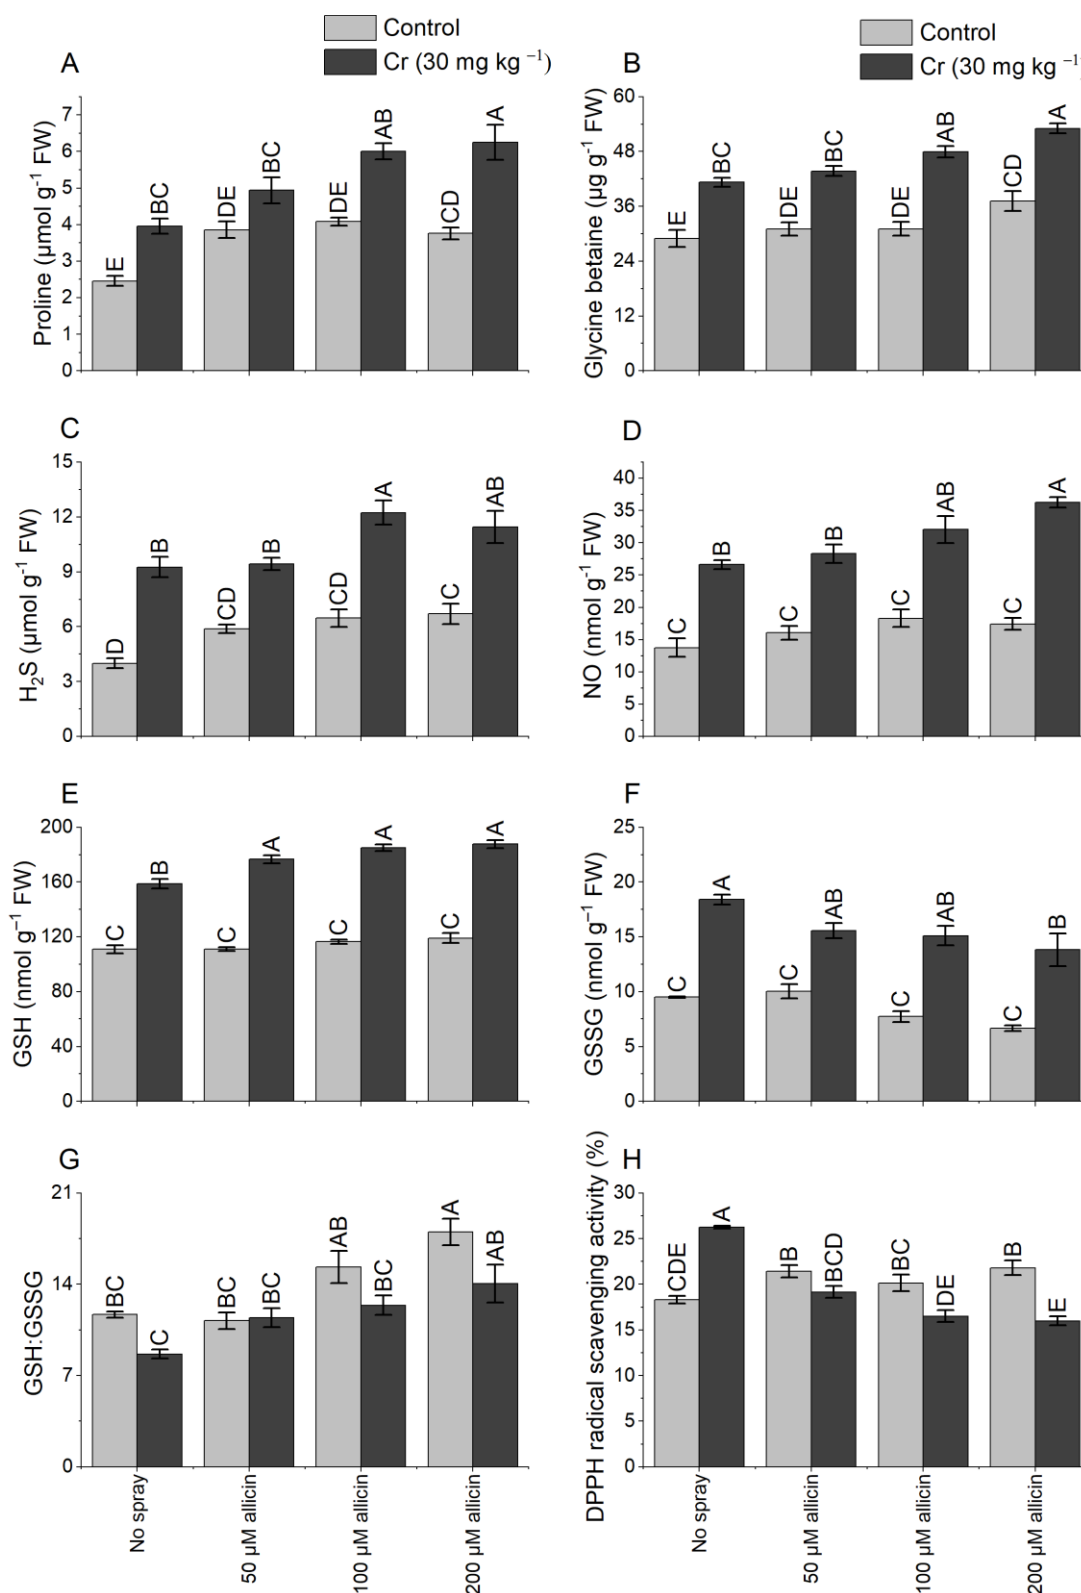 Control
Cr (30 mg kg⁻¹)
Control
Cr (30 mg kg⁻¹)
A
Proline (µmol g⁻¹ FW)
7
6
5
4
3
2
1
0
E
BC
DE
BC
DE
AB
CD
A
B
Glycine betaine (µg g⁻¹ FW)
60
48
36
24
12
0
E
BC
DE
BC
DE
AB
CD
A
C
H₂S (µmol g⁻¹ FW)
15
12
9
6
3
0
D
B
CD
B
CD
A
C
AB
D
NO (nmol g⁻¹ FW)
40
35
30
25
20
15
10
5
0
C
B
C
B
C
AB
C
A
E
GSH (nmol g⁻¹ FW)
200
160
120
80
40
0
C
B
C
A
C
A
C
A
F
GSSG (nmol g⁻¹ FW)
25
20
15
10
5
0
C
A
C
AB
C
AB
C
B
G
GSH:GSSG
21
14
7
0
BC
C
BC
BC
AB
BC
A
AB
No spray
50 µM allicin
100 µM allicin
200 µM allicin
H
DPPH radical scavenging activity (%)
30
25
20
15
10
5
0
CDE
A
B
BCD
BC
DE
B
E
No spray
50 µM allicin
100 µM allicin
200 µM allicin